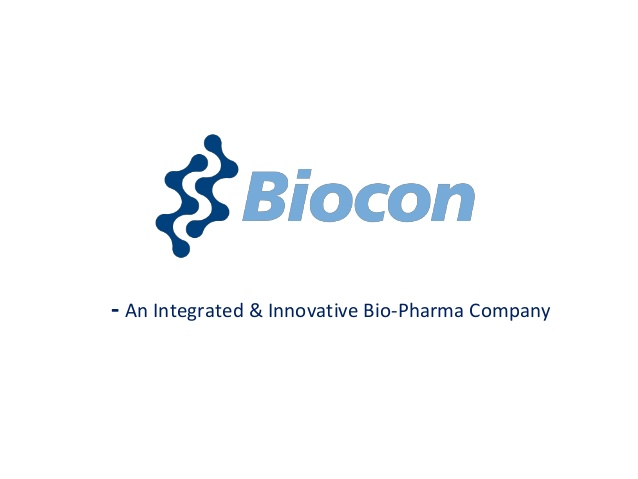 Biocon
- An Integrated & Innovative Bio-Pharma Company